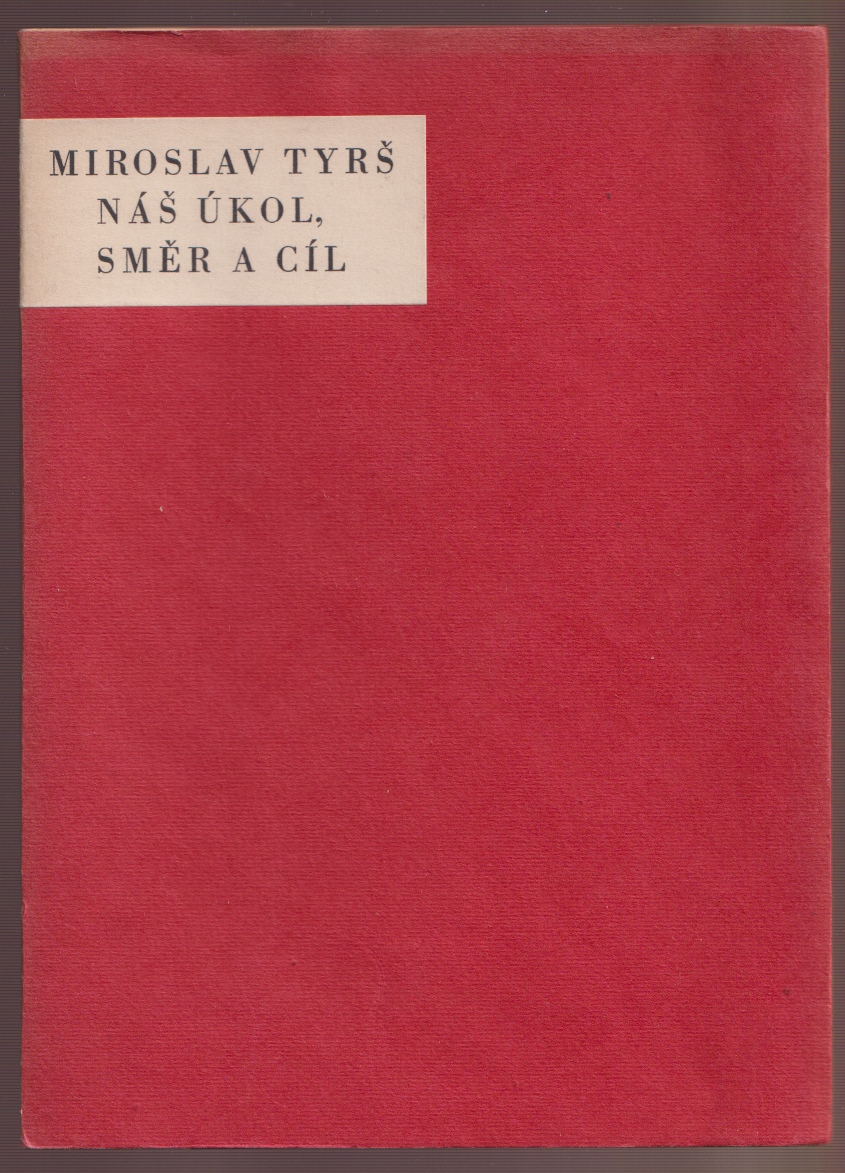 MIROSLAV TYRŠ
NÁŠ ÚKOL,
SMĚR A CÍL